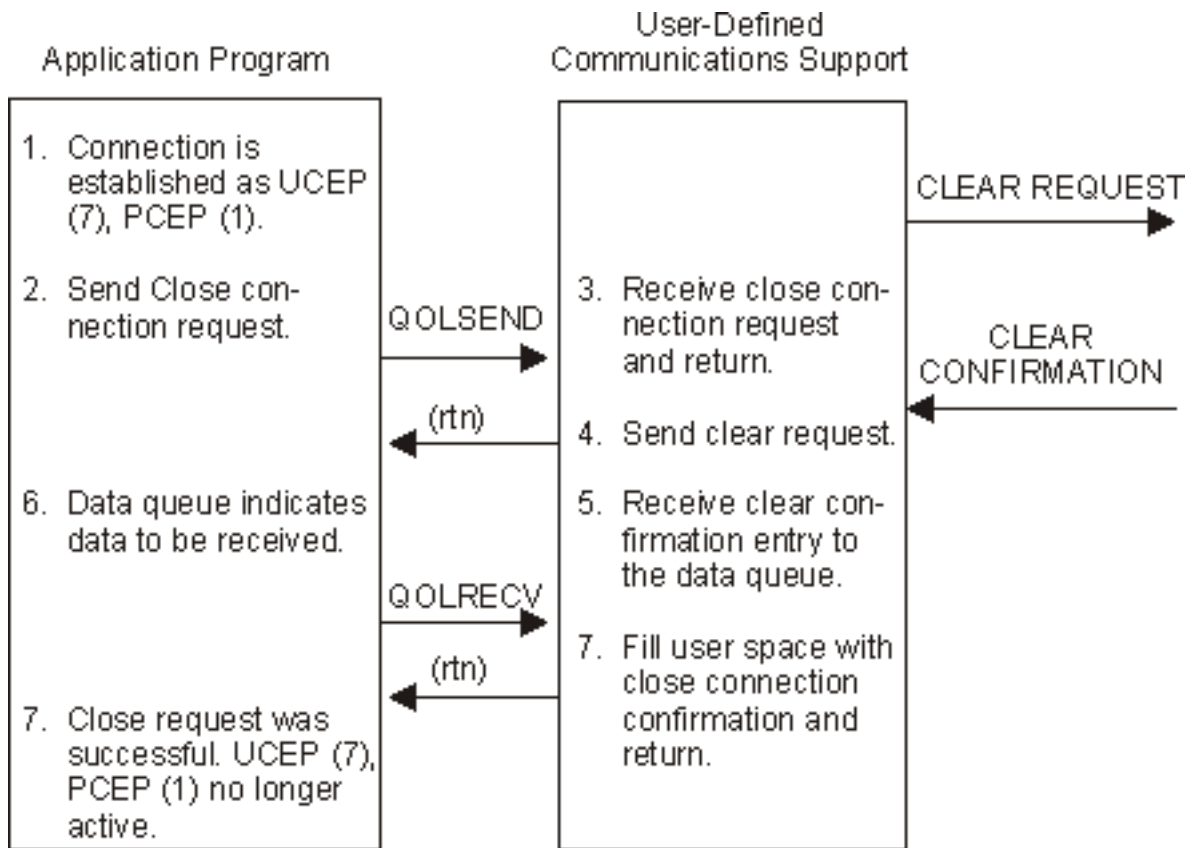 Application Program
User-Defined
Communications Support
1. Connection is
established as UCEP
(7), PCEP (1).
2. Send Close con-
nection request.
QOLSEND
(rtn)
6. Data queue indicates
data to be received.
QOLRECV
(rtn)
7. Close request was
successful. UCEP (7),
PCEP (1) no longer
active.
3. Receive close con-
nection request
and return.
4. Send clear request.
5. Receive clear con-
firmation entry to
the data queue.
7. Fill user space with
close connection
confirmation and
return.
CLEAR REQUEST
CLEAR
CONFIRMATION